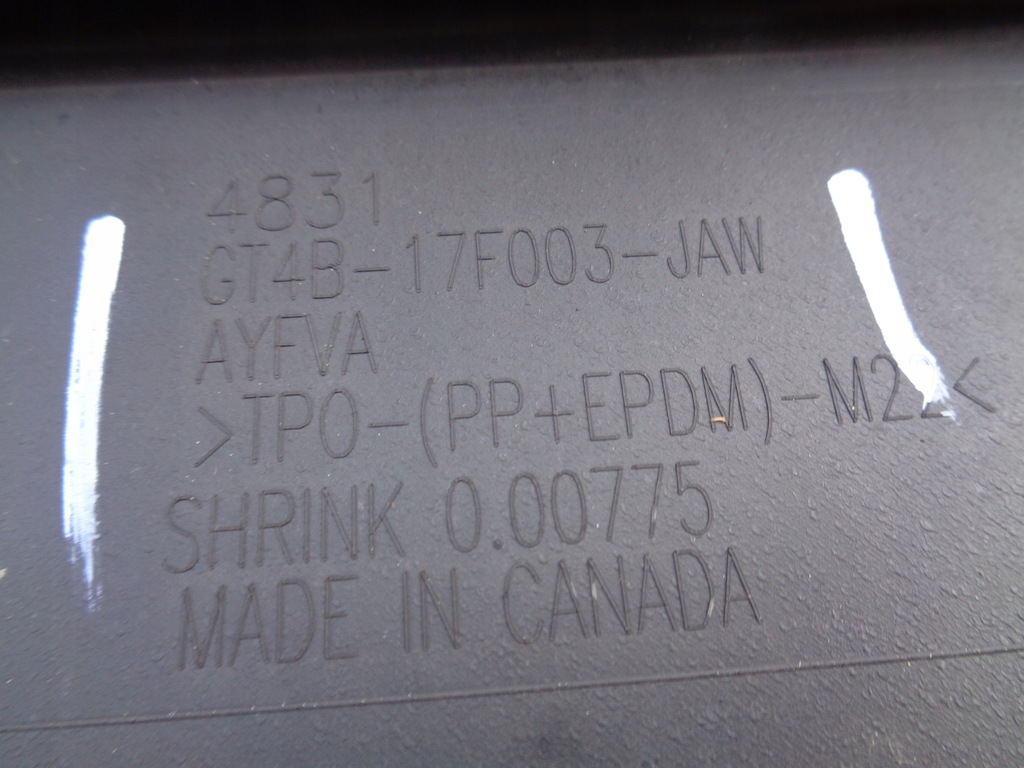 4831
GT4B-17F003-JAW
AYFVA
>TPO-(PP+EPDM)-M22<
SHRINK 0.00775
MADE IN CANADA